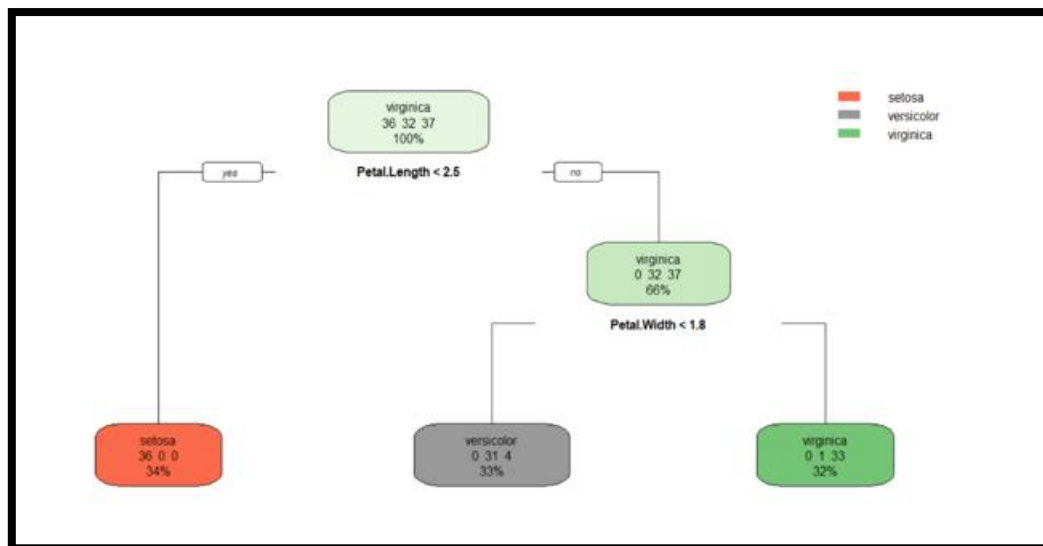 virginica
36 32 37
100%
setosa
versicolor
virginica
yes
Petal.Length < 2.5
no
virginica
0 32 37
66%
Petal.Width < 1.8
setosa
36 0 0
34%
versicolor
0 31 4
33%
virginica
0 1 33
32%